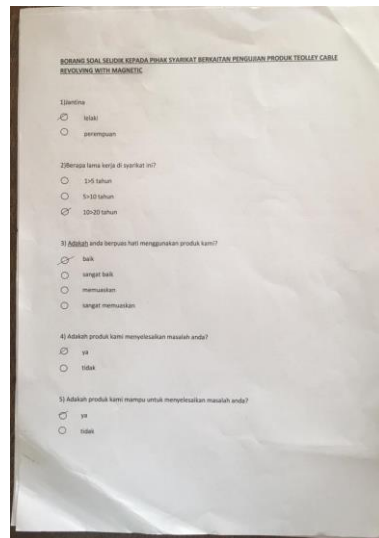 BORANG SOAL SELIDIK KEPADA PIHAK SYARIKAT BERKAITAN PENGUJIAN PRODUK TEOLLEY CABLE
REVOLVING WITH MAGNETIC
1)Jantina
lelaki
perempuan
2)Berapa lama kerja di syarikat ini?
1>5 tahun
5>10 tahun
10>20 tahun
3) Adakah anda berpuas hati menggunakan produk kami?
baik
sangat baik
memuaskan
sangat memuaskan
4) Adakah produk kami menyelesaikan masalah anda?
ya
tidak
5) Adakah produk kami mampu untuk menyelesaikan masalah anda?
ya
tidak